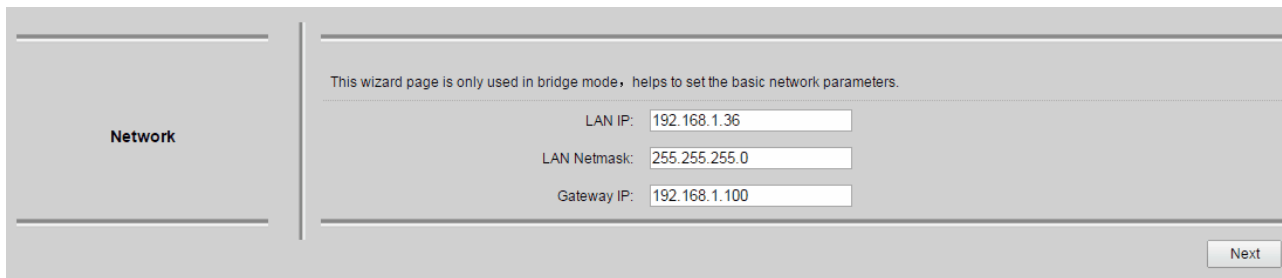 This wizard page is only used in bridge mode，helps to set the basic network parameters.
Network
LAN IP: 192.168.1.36
LAN Netmask: 255.255.255.0
Gateway IP: 192.168.1.100
Next